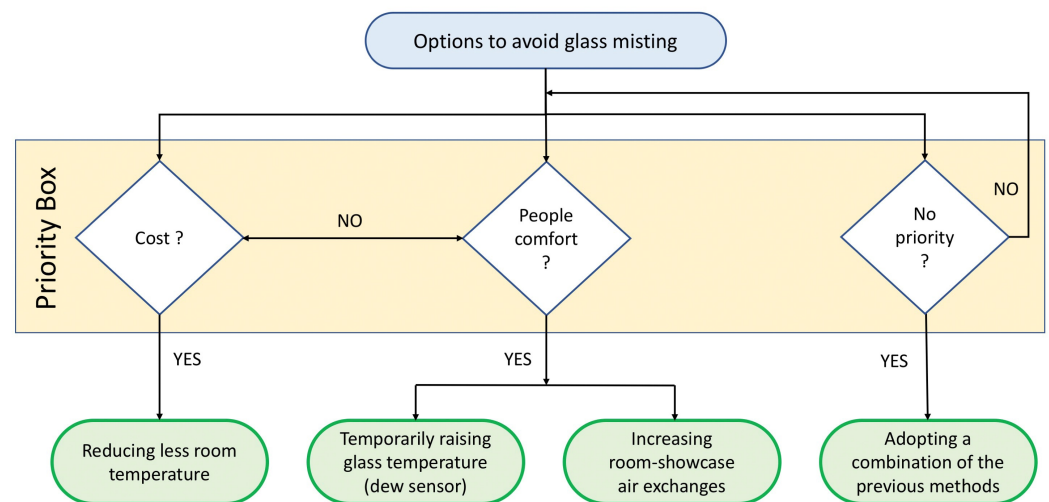 Options to avoid glass misting
Priority Box
Cost ?
NO
People
comfort
?
No
priority
?
NO
YES
YES
YES
Reducing less room
temperature
Temporarily raising
glass temperature
(dew sensor)
Increasing
room-showcase
air exchanges
Adopting a
combination of the
previous methods